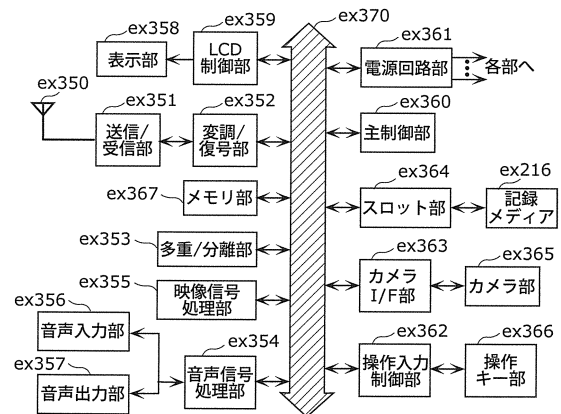 ex358
表示部
ex359
LCD
制御部
ex370
ex361
電源回路部
各部へ
ex350
ex351
送信/
受信部
ex352
変調/
復号部
ex360
主制御部
ex367
メモリ部
ex364
スロット部
ex216
記録
メディア
ex353
多重/分離部
ex355
映像信号
処理部
ex363
カメラ
I/F部
ex365
カメラ部
ex356
音声入力部
ex357
音声出力部
ex354
音声信号
処理部
ex362
操作入力
制御部
ex366
操作
キー部